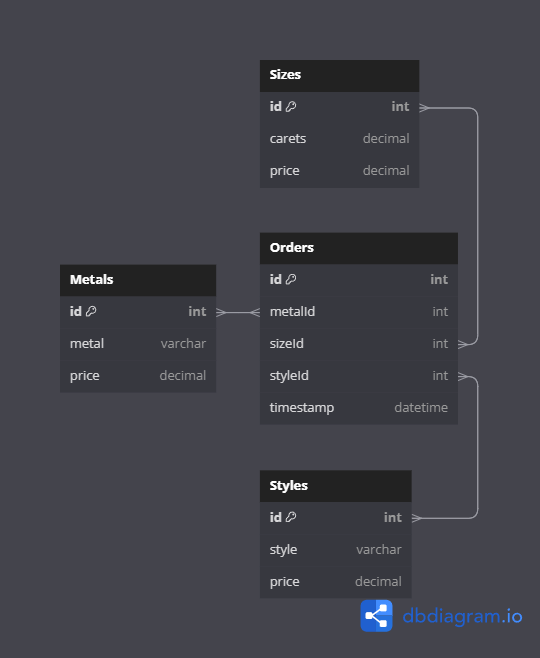 Sizes
id int
carets decimal
price decimal
Orders
id int
metalId int
sizeId int
styleId int
timestamp datetime
Metals
id int
metal varchar
price decimal
Styles
id int
style varchar
price decimal
dbdiagram.io